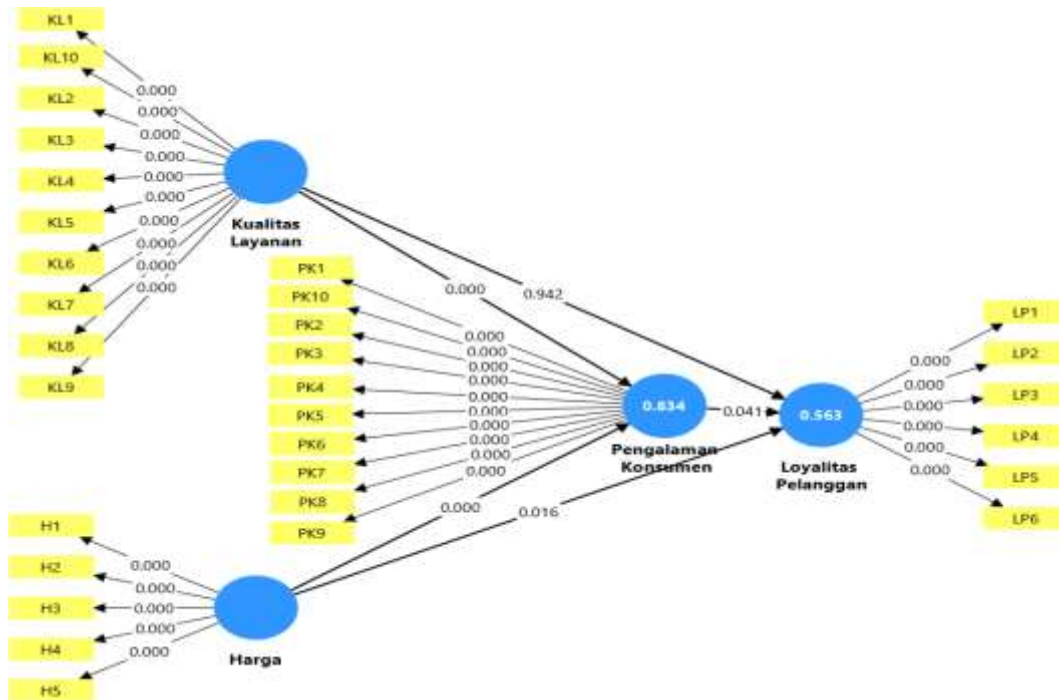 KL1
KL10
KL2
KL3
KL4
KL5
KL6
KL7
KL8
KL9
0.000
0.000
0.000
0.000
0.000
0.000
0.000
0.000
0.000
0.000
Kualitas
Layanan
0.000
0.942
PK1
PK10
PK2
PK3
PK4
PK5
PK6
PK7
PK8
PK9
0.000
0.000
0.000
0.000
0.000
0.000
0.000
0.000
0.000
0.000
0.834
Pengalaman
Konsumen
0.041
0.563
Loyalitas
Pelanggan
0.000
0.000
0.000
0.000
0.000
0.000
LP1
LP2
LP3
LP4
LP5
LP6
0.000
0.016
H1
H2
H3
H4
H5
0.000
0.000
0.000
0.000
0.000
Harga